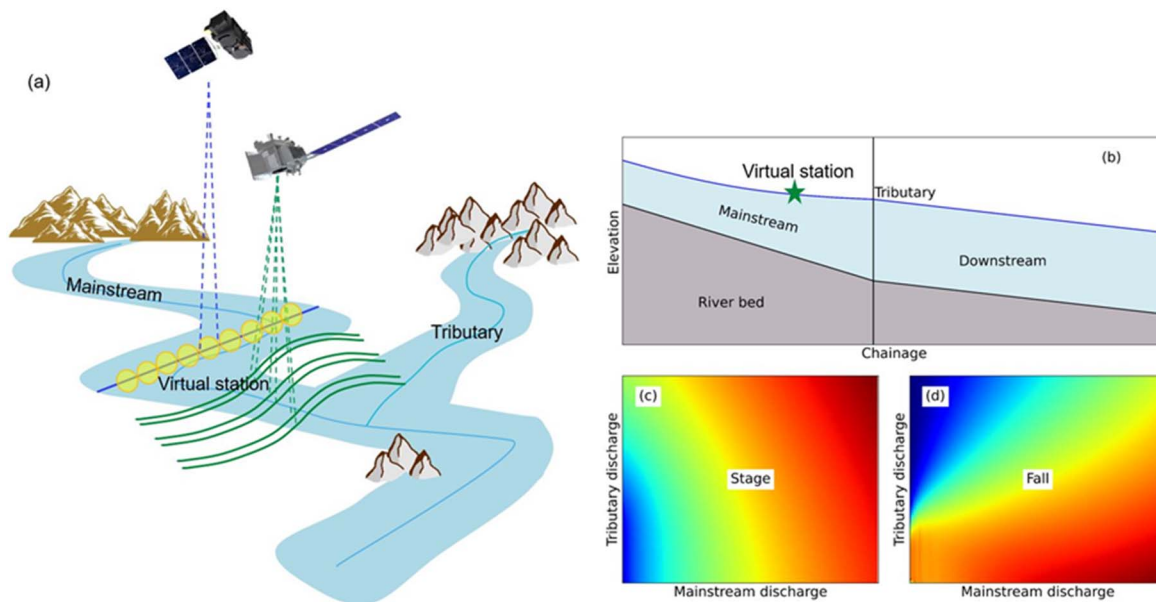 (a)
Mainstream
Tributary
Virtual station
(b)
Virtual station
Tributary
Mainstream
Downstream
River bed
Elevation
Chainage
(c)
Stage
Tributary discharge
Mainstream discharge
(d)
Fall
Tributary discharge
Mainstream discharge